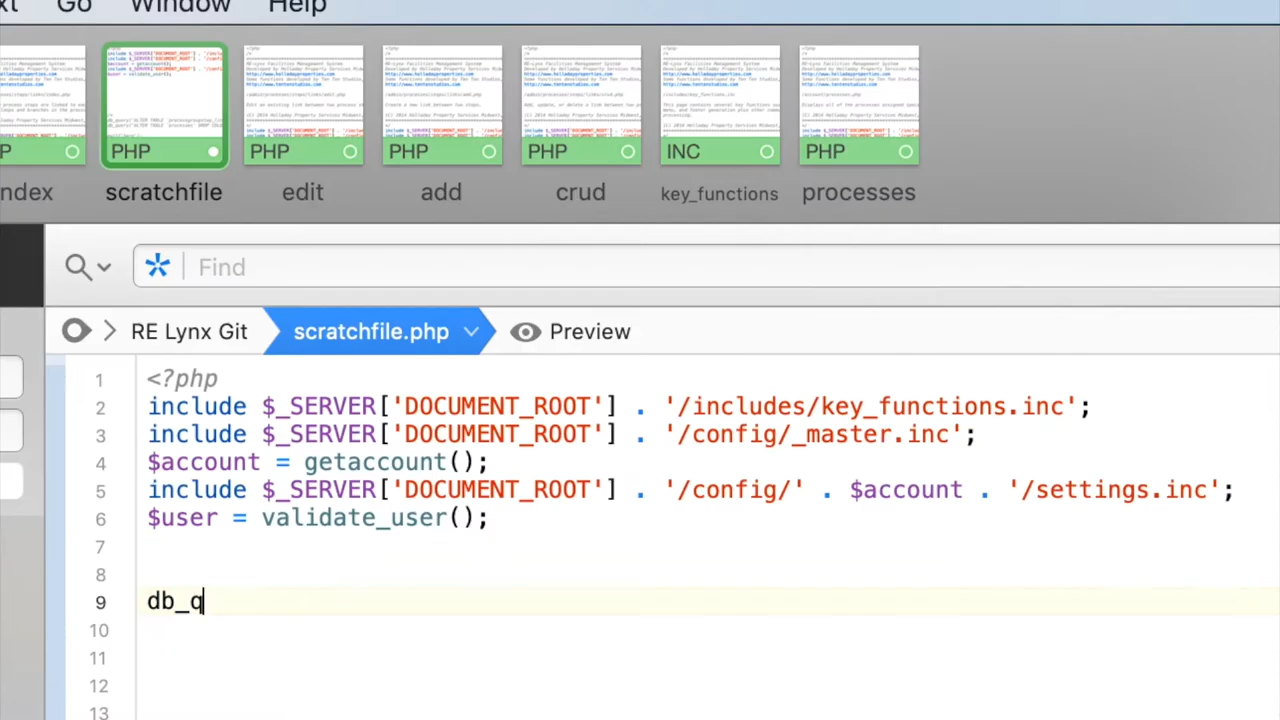 xt Go Window Help
P PHP PHP PHP PHP INC PHP
ndex scratchfile edit add crud key_functions processes
Find
RE Lynx Git scratchfile.php Preview
1 <?php
2 include $_SERVER['DOCUMENT_ROOT'] . '/includes/key_functions.inc';
3 include $_SERVER['DOCUMENT_ROOT'] . '/config/_master.inc';
4 $account = getaccount();
5 include $_SERVER['DOCUMENT_ROOT'] . '/config/' . $account . '/settings.inc';
6 $user = validate_user();
7
8
9 db_q
10
11
12
13